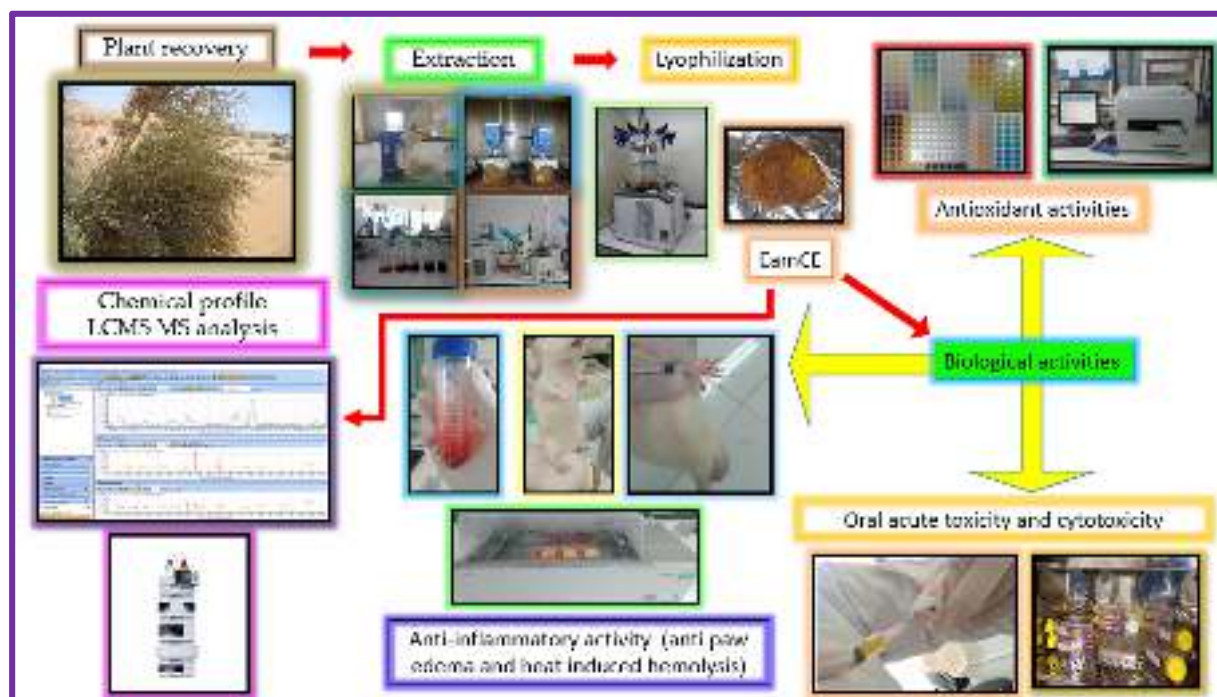 Plant recovery
Extraction
Lyophilization
Antioxidant activities
EamCE
Chemical profile
LCMS MS analysis
Biological activities
Oral acute toxicity and cytotoxicity
Anti-inflammatory activity (anti paw
edema and heat induced hemolysis)